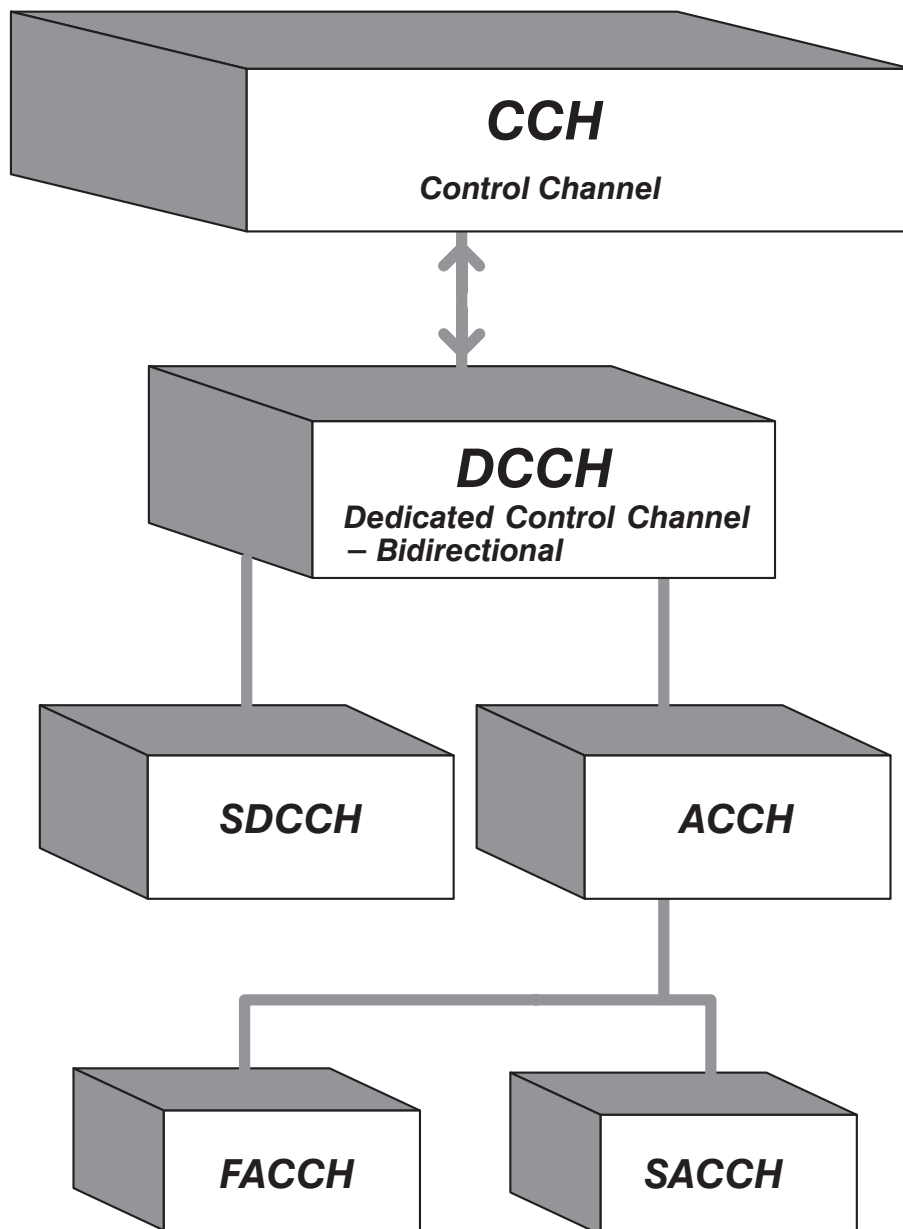 CCH
Control Channel
DCCH
Dedicated Control Channel
– Bidirectional
SDCCH
ACCH
FACCH
SACCH